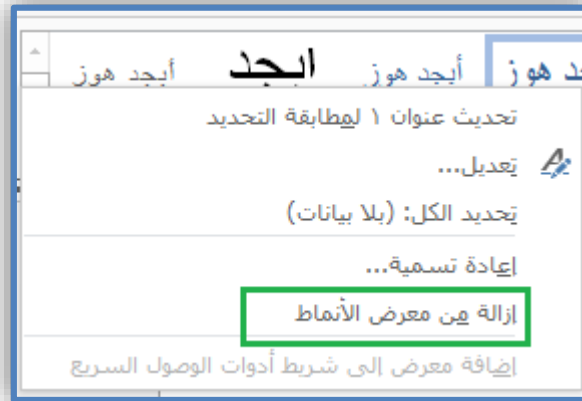 هوز أبجد هوز ابجد أبجد هوز
تحديث عنوان ١ لمطابقة التحديد
تعديل...
تحديد الكل: (بلا بيانات)
إعادة تسمية...
إزالة من معرض الأنماط
إضافة معرض إلى شريط أدوات الوصول السريع